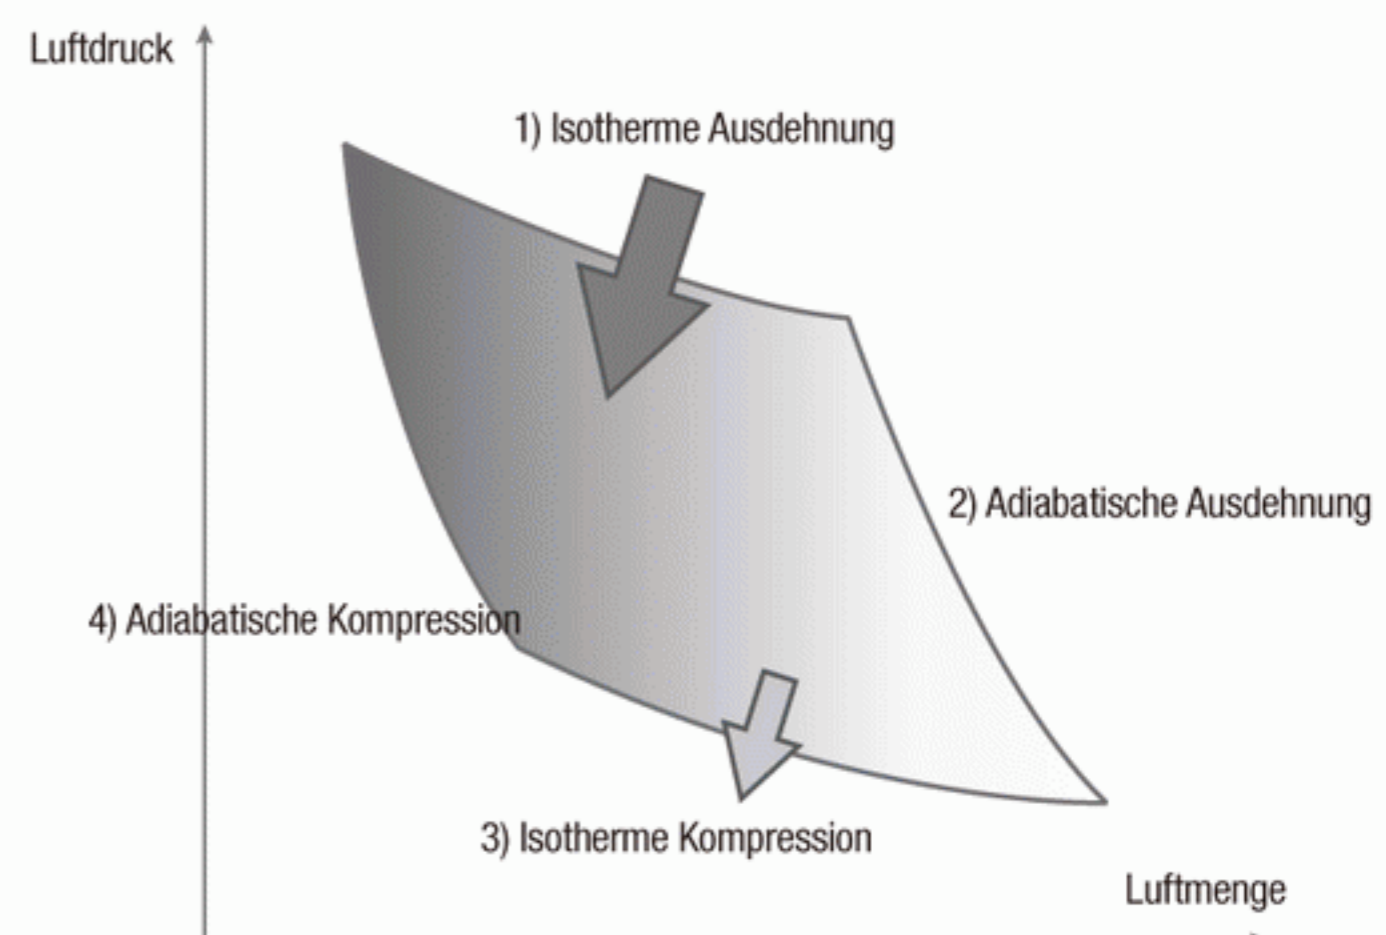 Luftdruck
1) Isotherme Ausdehnung
2) Adiabatische Ausdehnung
4) Adiabatische Kompression
3) Isotherme Kompression
Luftmenge